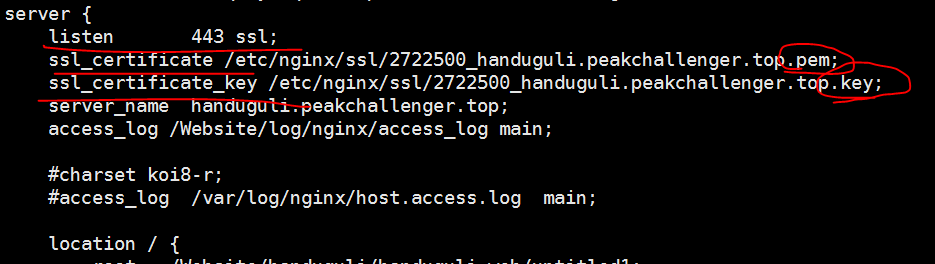 server {
listen 443 ssl;
ssl_certificate /etc/nginx/ssl/2722500_handuguli.peakchallenger.top.pem;
ssl_certificate_key /etc/nginx/ssl/2722500_handuguli.peakchallenger.top.key;
server_name handuguli.peakchallenger.top;
access_log /Website/log/nginx/access_log main;
#charset koi8-r;
#access_log /var/log/nginx/host.access.log main;
location / {